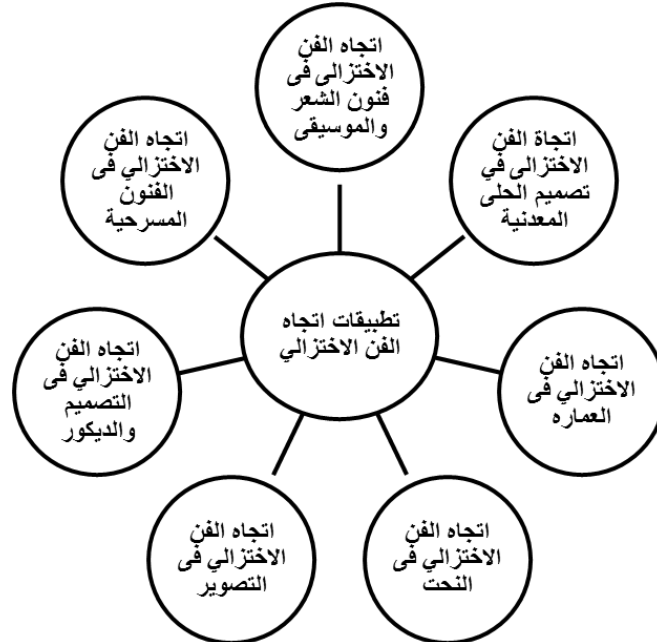 اتجاه الفن
الاختزالى فى
فنون الشعر
والموسيقى
اتجاة الفن
الاختزالى في
تصميم الحلى
المعدنية
اتجاه الفن
الاختزالي فى
العماره
اتجاه الفن
الاختزالي فى
النحت
اتجاه الفن
الاختزالي فى
التصوير
اتجاه الفن
الاختزالي فى
التصميم
والديكور
اتجاه الفن
الاختزالي فى
الفنون
المسرحية
تطبيقات اتجاه
الفن الاختزالي